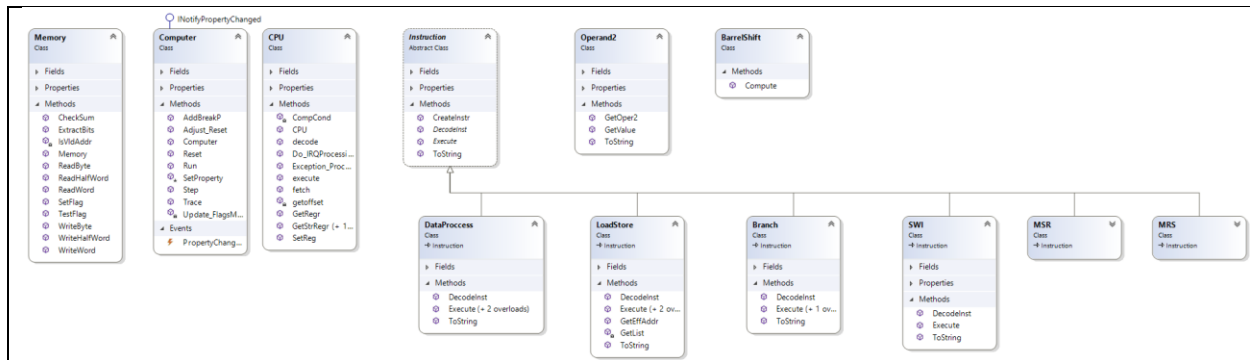 INotifyPropertyChanged
Memory
Class
Fields
Properties
Methods
CheckSum
ExtractBits
IsVldAddr
Memory
ReadByte
ReadHalfWord
ReadWord
SetFlag
TestFlag
WriteByte
WriteHalfWord
WriteWord
Computer
Class
Fields
Properties
Methods
AddBreakP
Adjust_Reset
Computer
Reset
Run
SetProperty
Step
Trace
Update_FlagsM...
Events
PropertyChang...
CPU
Class
Fields
Properties
Methods
CompCond
CPU
decode
Do_IRQProcessi...
Exception_Proc...
execute
fetch
getoffset
GetRegr
GetStrRegr (+ 1...
SetReg
Instruction
Abstract Class
Fields
Properties
Methods
CreateInstr
DecodeInst
Execute
ToString
Operand2
Class
Fields
Properties
Methods
GetOper2
GetValue
ToString
BarrelShift
Class
Methods
Compute
DataProccess
Class
Instruction
Fields
Methods
DecodeInst
Execute (+ 2 overloads)
ToString
LoadStore
Class
Instruction
Fields
Methods
DecodeInst
Execute (+ 2 ov...
GetEffAddr
GetList
ToString
Branch
Class
Instruction
Fields
Methods
DecodeInst
Execute (+ 1 ov...
ToString
SWI
Class
Instruction
Fields
Properties
Methods
DecodeInst
Execute
ToString
MSR
Class
Instruction
MRS
Class
Instruction